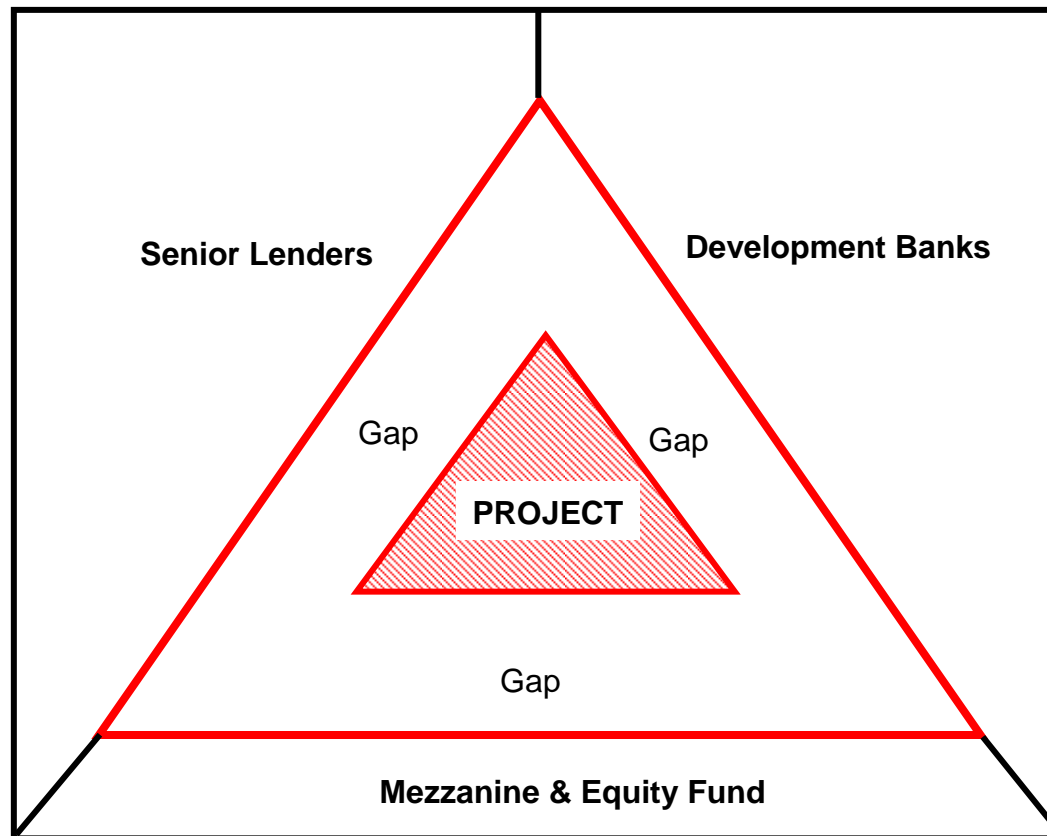 Senior Lenders
Development Banks
Gap
Gap
PROJECT
Gap
Mezzanine & Equity Fund